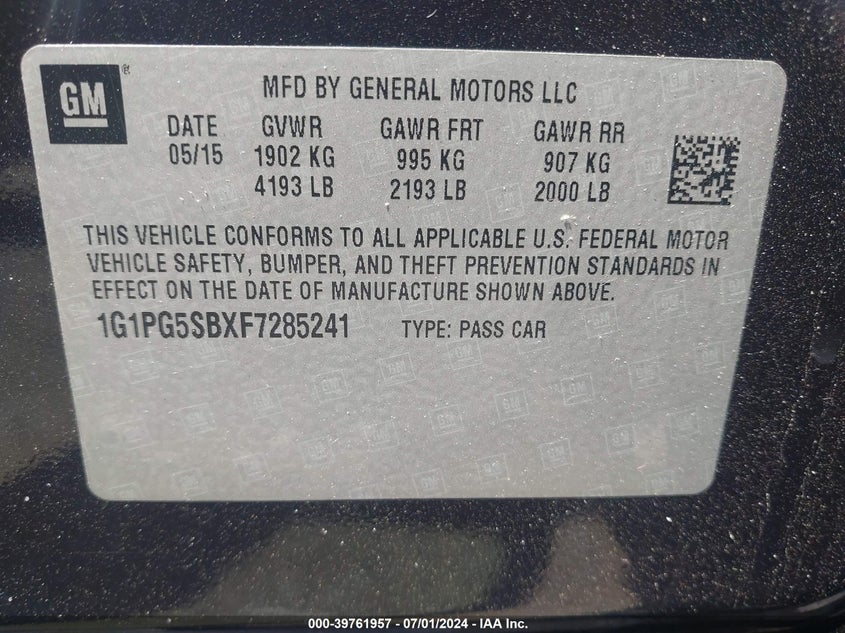 GM®
MFD BY GENERAL MOTORS LLC
DATE GVWR GAWR FRT GAWR RR
05/15 1902 KG 995 KG 907 KG
4193 LB 2193 LB 2000 LB
THIS VEHICLE CONFORMS TO ALL APPLICABLE U.S. FEDERAL MOTOR
VEHICLE SAFETY, BUMPER, AND THEFT PREVENTION STANDARDS IN
EFFECT ON THE DATE OF MANUFACTURE SHOWN ABOVE.
1G1PG5SBXF7285241 TYPE: PASS CAR
000-39761957 - 07/01/2024 - IAA Inc.